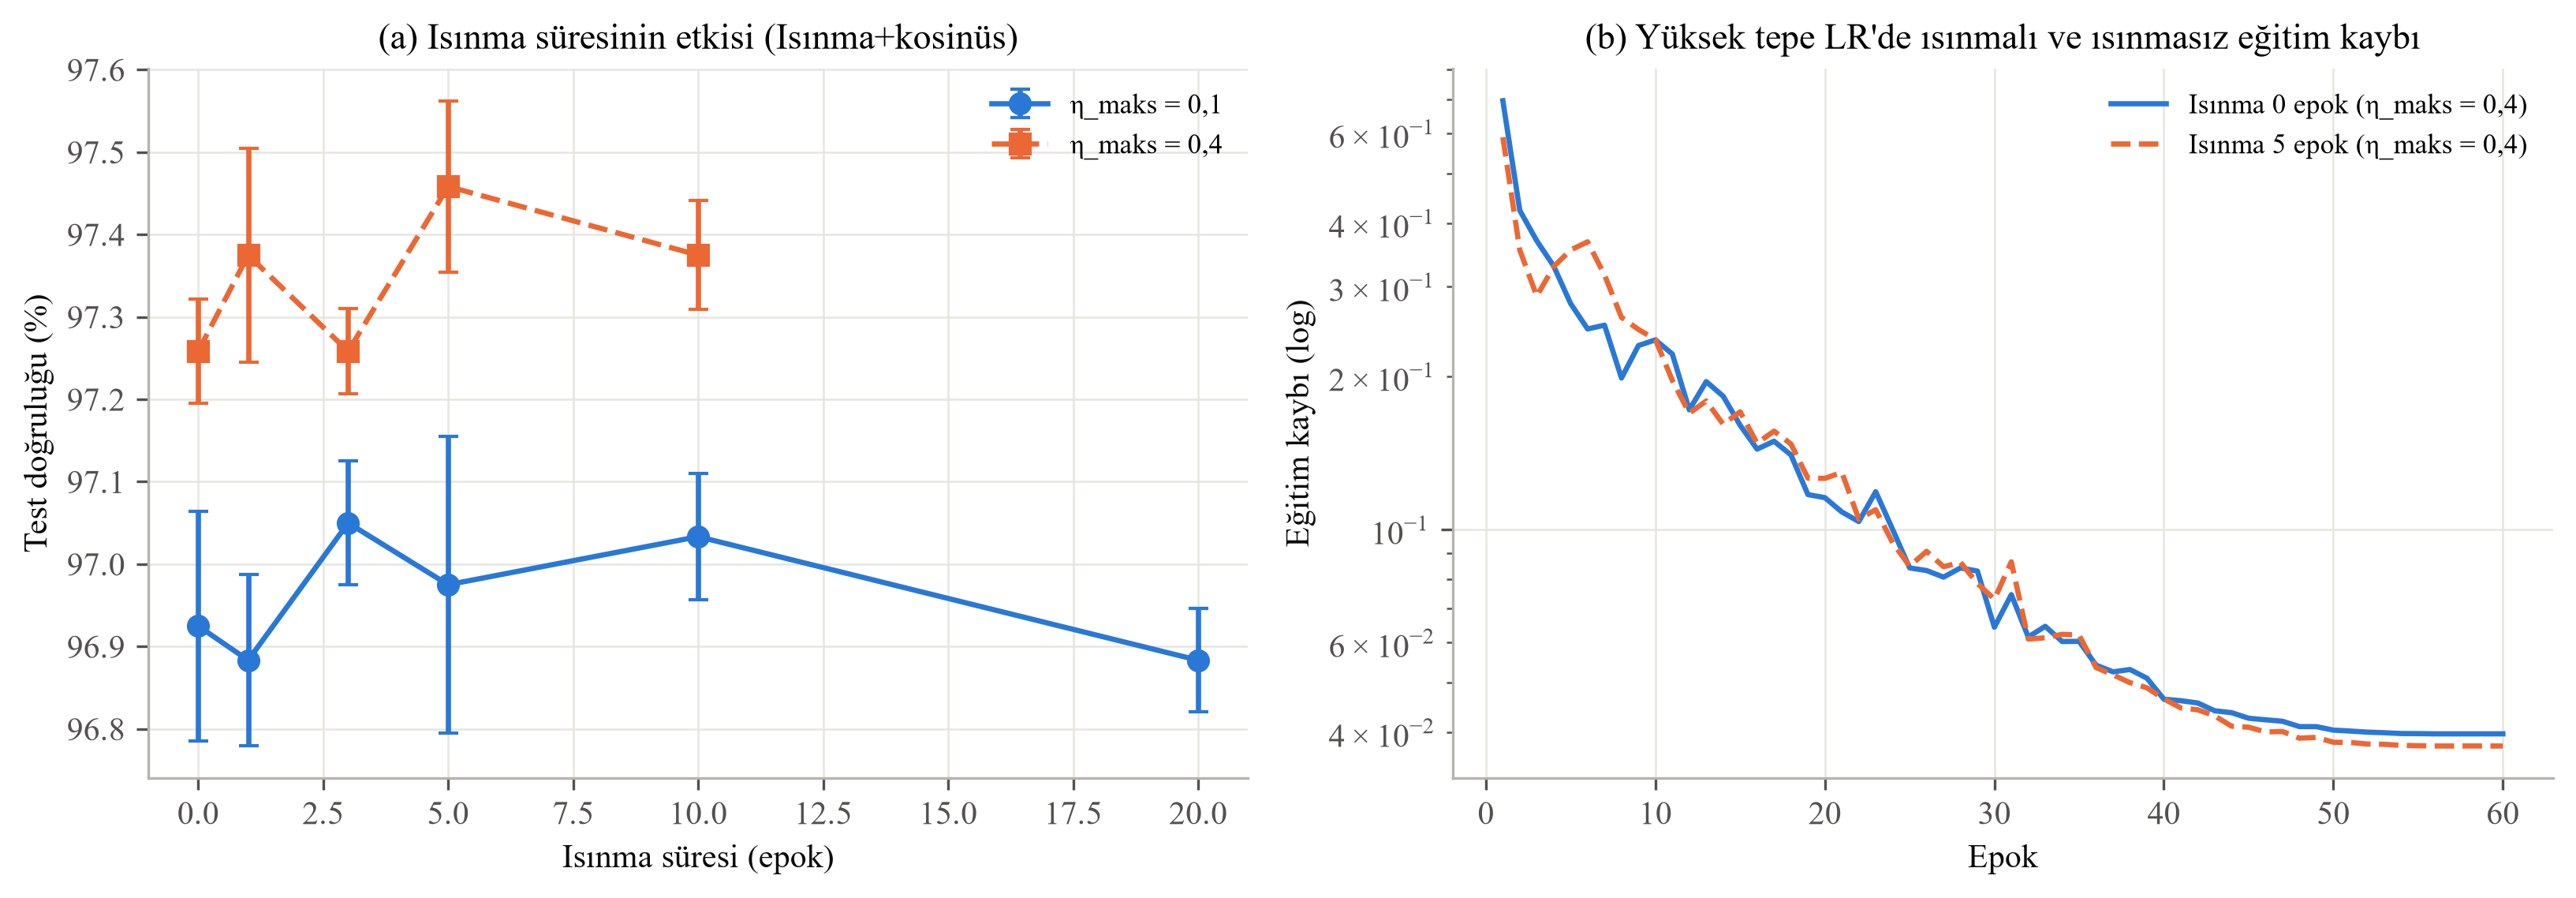 (a) Isınma süresinin etkisi (Isınma+kosinüs)
Test doğruluğu (%)
97.6
97.5
97.4
97.3
97.2
97.1
97.0
96.9
96.8
η_maks = 0,1
η_maks = 0,4
0.0 2.5 5.0 7.5 10.0 12.5 15.0 17.5 20.0
Isınma süresi (epok)
(b) Yüksek tepe LR'de ısınmalı ve ısınmasız eğitim kaybı
Eğitim kaybı (log)
6 × 10⁻¹
4 × 10⁻¹
3 × 10⁻¹
2 × 10⁻¹
10⁻¹
6 × 10⁻²
4 × 10⁻²
Isınma 0 epok (η_maks = 0,4)
Isınma 5 epok (η_maks = 0,4)
0 10 20 30 40 50 60
Epok